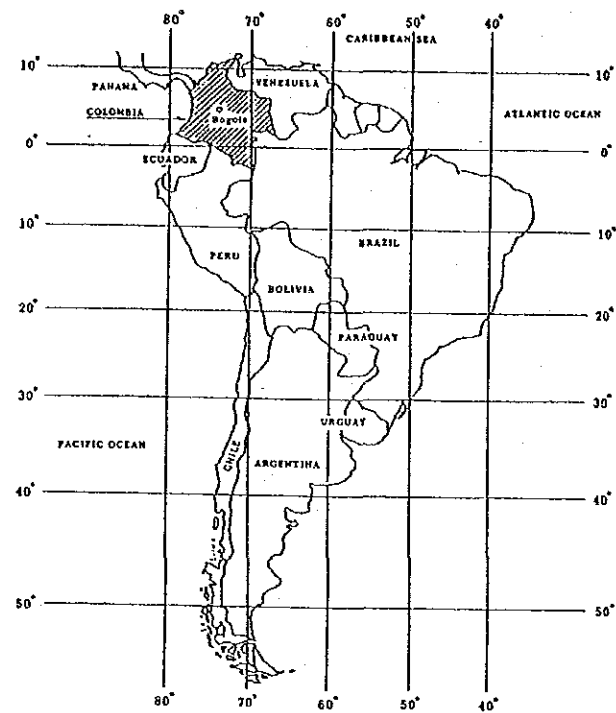 80° 70° 60° 50° 40°
CARIBBEAN SEA
10° 10°
PANAMA VENEZUELA
COLOMBIA Bogota ATLANTIC OCEAN
0° 0°
ECUADOR
10° 10°
PERU BRAZIL
BOLIVIA
20° 20°
PARAGUAY
30° 30°
URGUAY
PACIFIC OCEAN CHILE ARGENTINA
40° 40°
50° 50°
80° 70° 60° 50° 40°